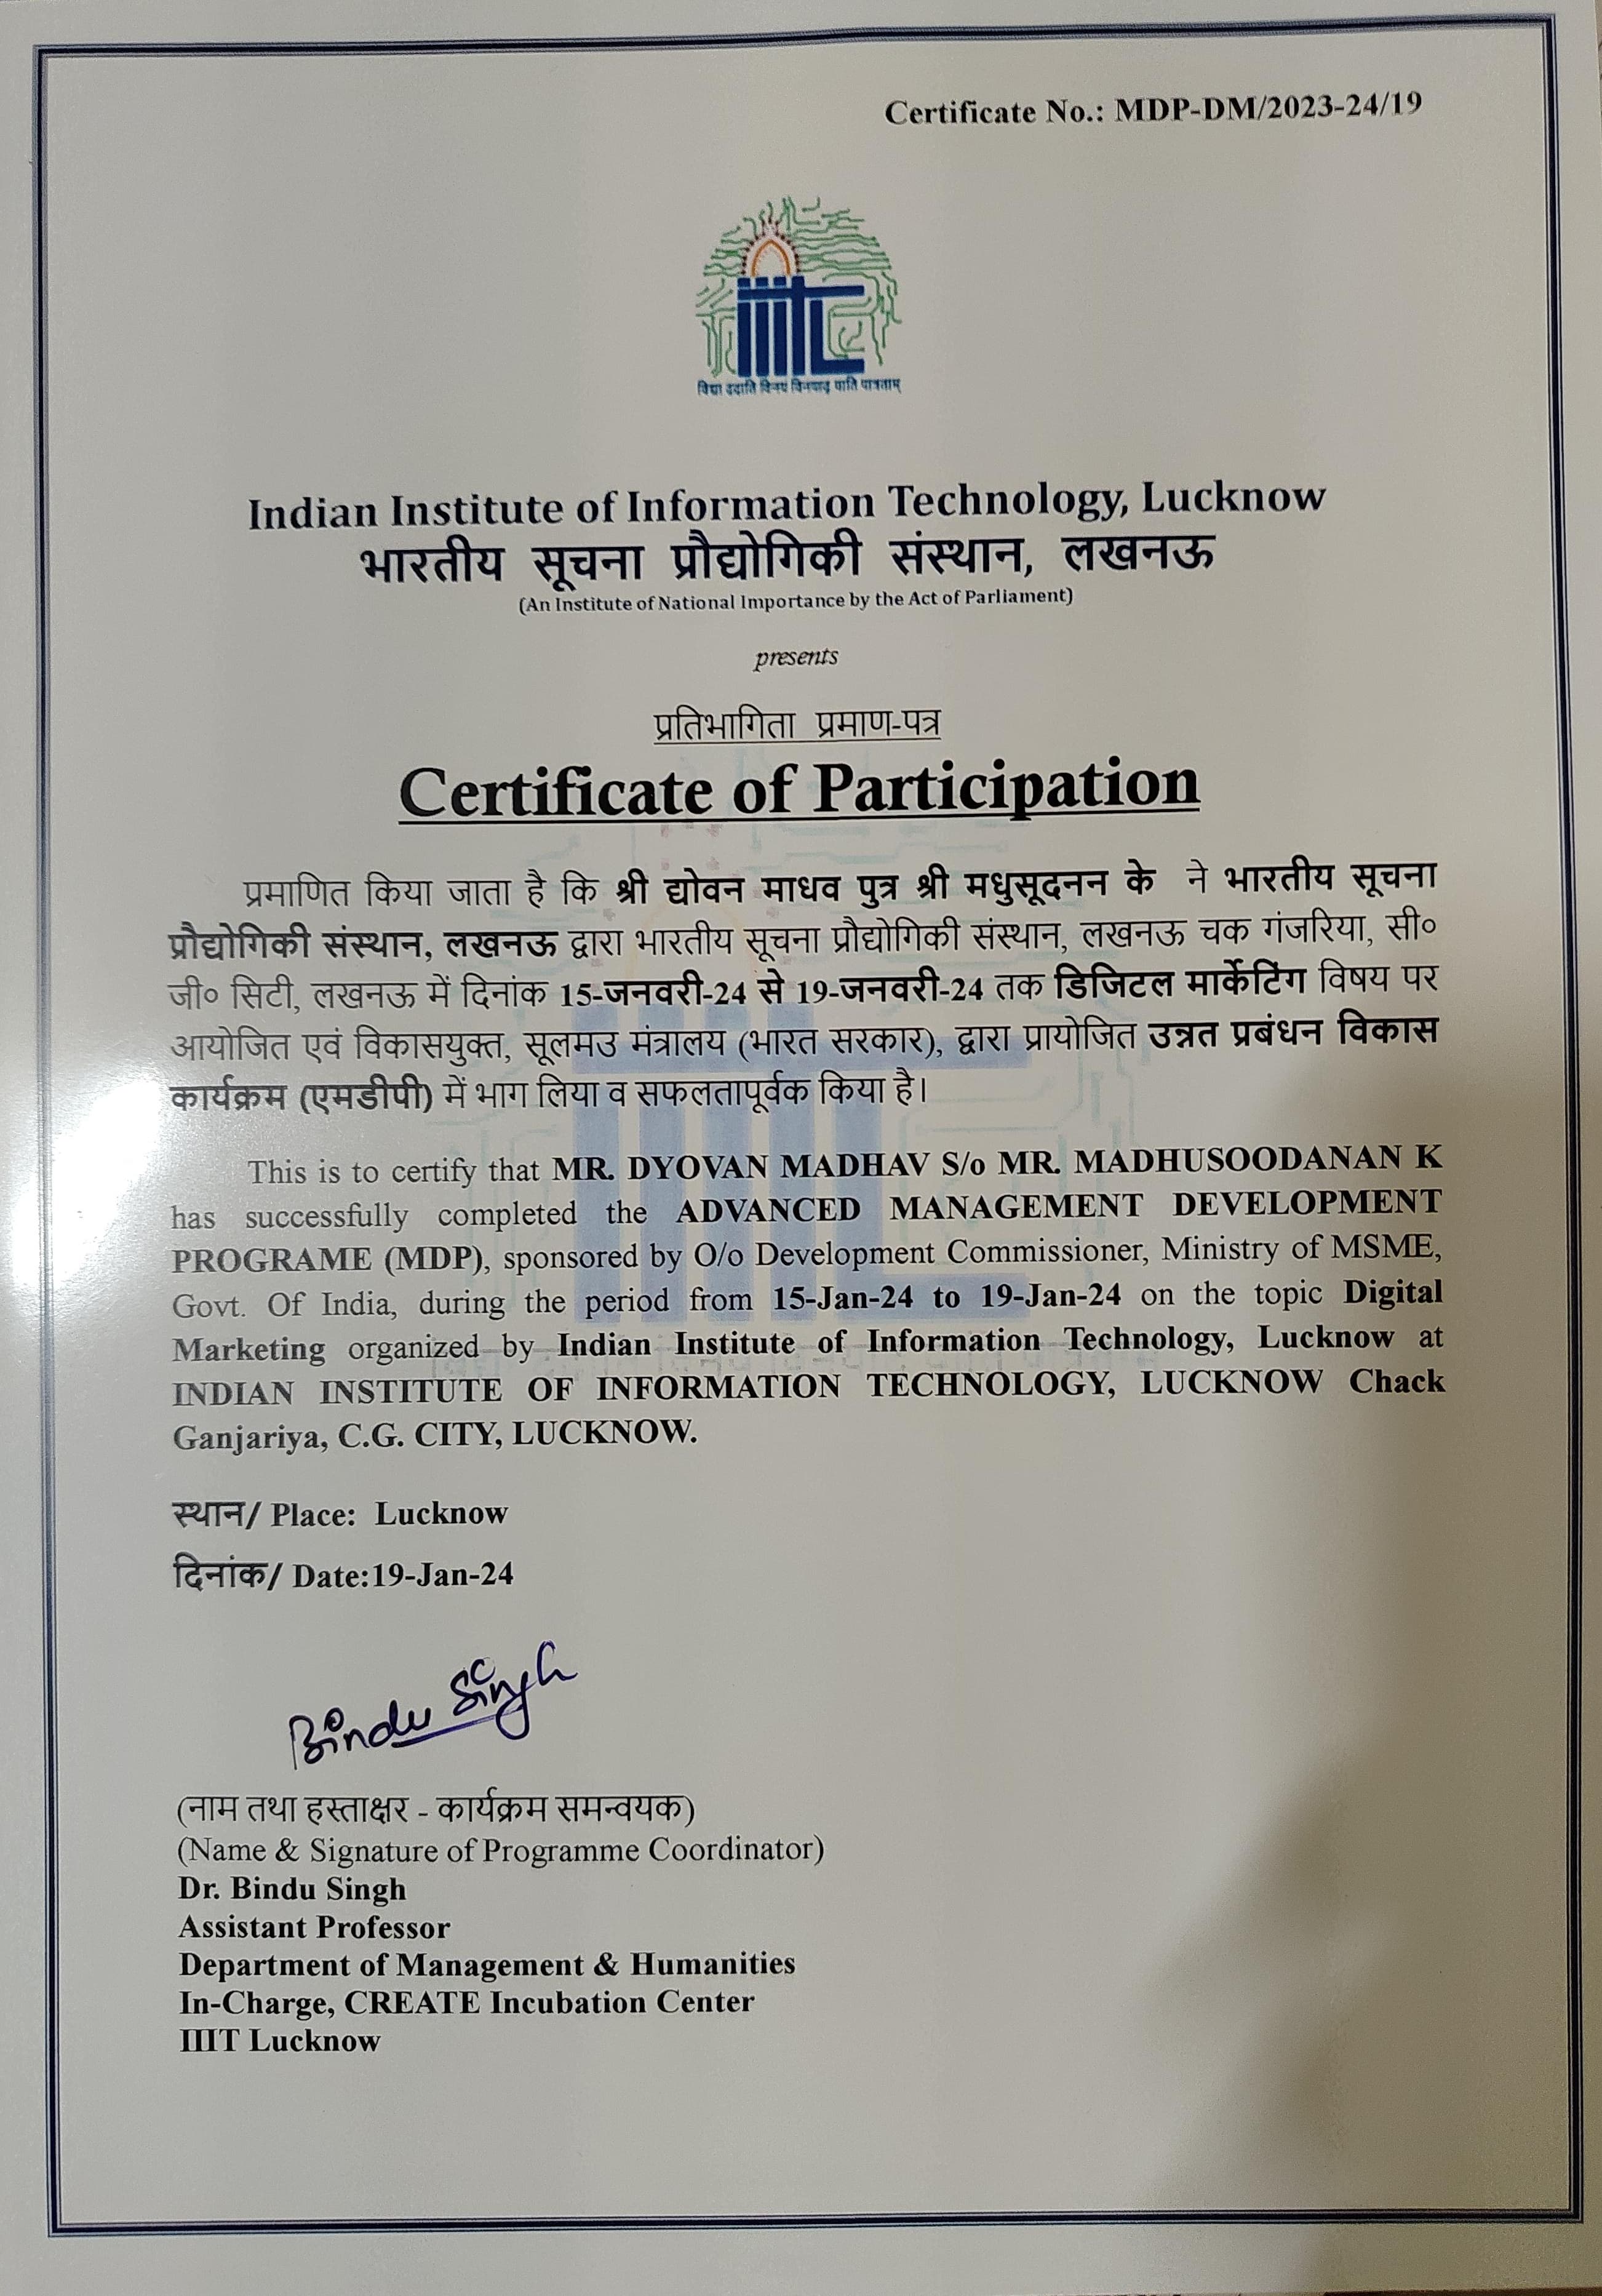 Certificate No.: MDP-DM/2023-24/19
iiitL
विद्या ददाति विनयं विनयाद् याति पात्रताम्
Indian Institute of Information Technology, Lucknow
भारतीय सूचना प्रौद्योगिकी संस्थान, लखनऊ
(An Institute of National Importance by the Act of Parliament)
presents
प्रतिभागिता प्रमाण-पत्र
Certificate of Participation
प्रमाणित किया जाता है कि श्री द्योवन माधव पुत्र श्री मधुसूदनन के ने भारतीय सूचना
प्रौद्योगिकी संस्थान, लखनऊ द्वारा भारतीय सूचना प्रौद्योगिकी संस्थान, लखनऊ चक गंजरिया, सी०
जी० सिटी, लखनऊ में दिनांक 15-जनवरी-24 से 19-जनवरी-24 तक डिजिटल मार्केटिंग विषय पर
आयोजित एवं विकासयुक्त, सूलमउ मंत्रालय (भारत सरकार), द्वारा प्रायोजित उन्नत प्रबंधन विकास
कार्यक्रम (एमडीपी) में भाग लिया व सफलतापूर्वक किया है।
This is to certify that MR. DYOVAN MADHAV S/o MR. MADHUSOODANAN K
has successfully completed the ADVANCED MANAGEMENT DEVELOPMENT
PROGRAME (MDP), sponsored by O/o Development Commissioner, Ministry of MSME,
Govt. Of India, during the period from 15-Jan-24 to 19-Jan-24 on the topic Digital
Marketing organized by Indian Institute of Information Technology, Lucknow at
INDIAN INSTITUTE OF INFORMATION TECHNOLOGY, LUCKNOW Chack
Ganjariya, C.G. CITY, LUCKNOW.
स्थान/ Place: Lucknow
दिनांक/ Date:19-Jan-24
Bindu Singh
(नाम तथा हस्ताक्षर - कार्यक्रम समन्वयक)
(Name & Signature of Programme Coordinator)
Dr. Bindu Singh
Assistant Professor
Department of Management & Humanities
In-Charge, CREATE Incubation Center
IIIT Lucknow